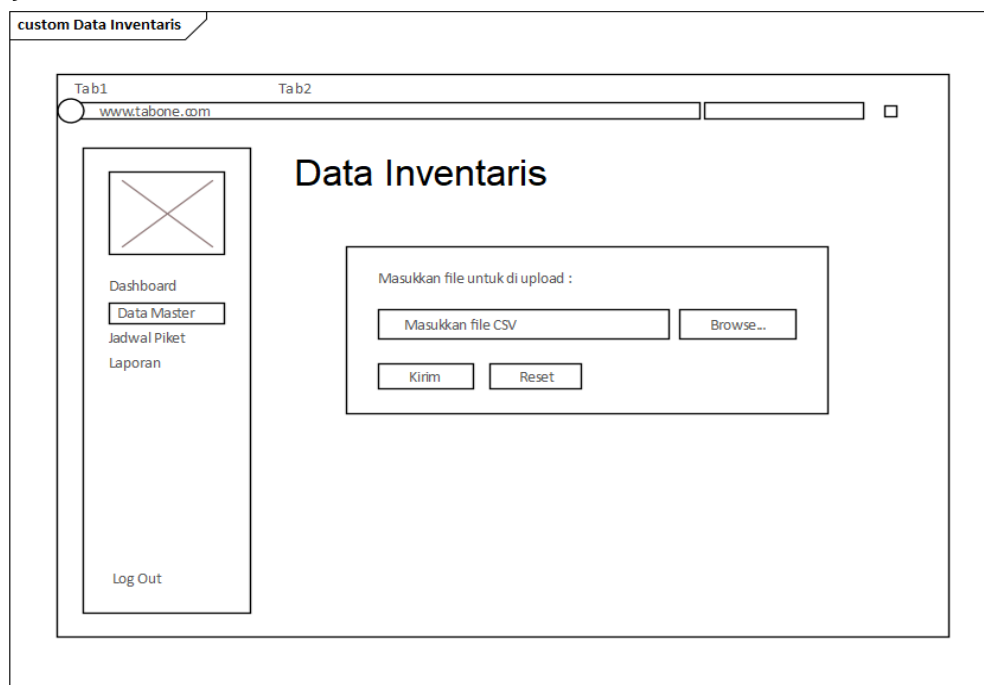 custom Data Inventaris
Tab1 Tab2
www.tabone.com
Data Inventaris
Dashboard
Data Master
Jadwal Piket
Laporan
Log Out
Masukkan file untuk di upload :
Masukkan file CSV Browse...
Kirim Reset